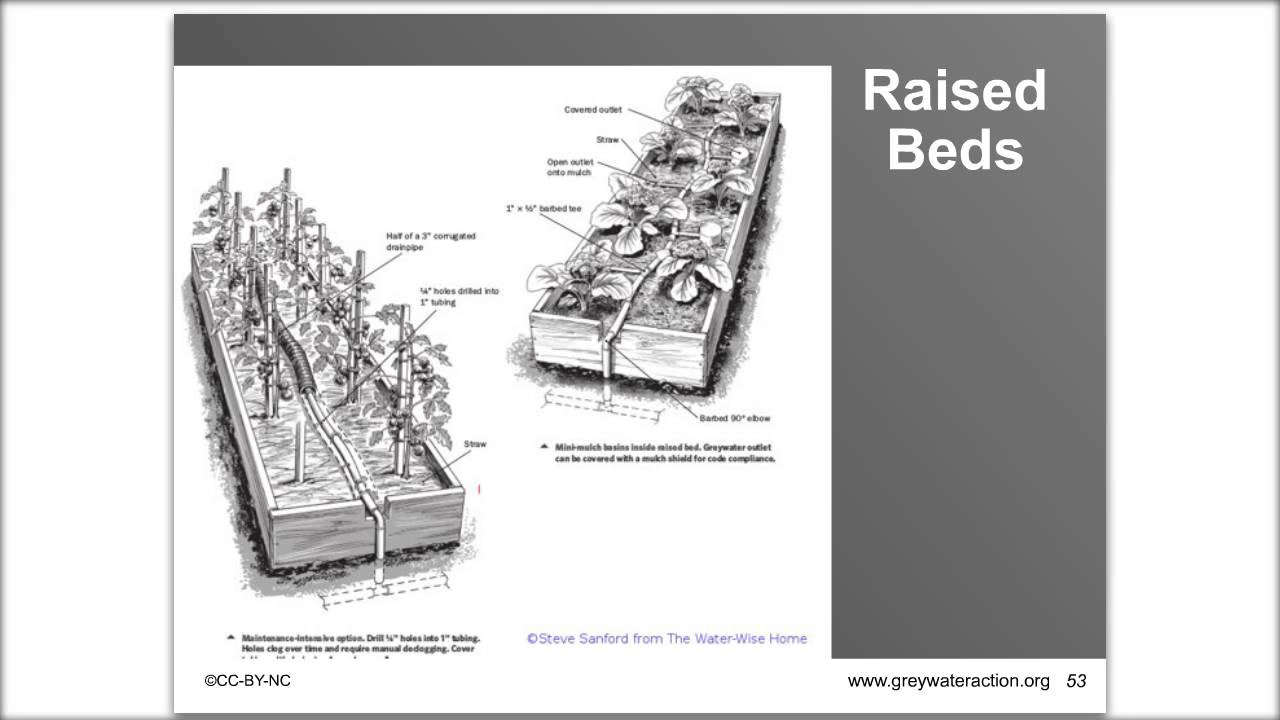 Raised
Beds
Covered outlet
Straw
Open outlet
onto mulch
1" × ½" barbed tee
Barbed 90° elbow
Mini-mulch basins inside raised bed. Greywater outlet
can be covered with a mulch shield for code compliance.
Half of a 3" corrugated
drainpipe
¼" holes drilled into
1" tubing
Straw
Maintenance-intensive option. Drill ¼" holes into 1" tubing.
Holes clog over time and require manual declogging. Cover
©Steve Sanford from The Water-Wise Home
©CC-BY-NC
www.greywateraction.org 53